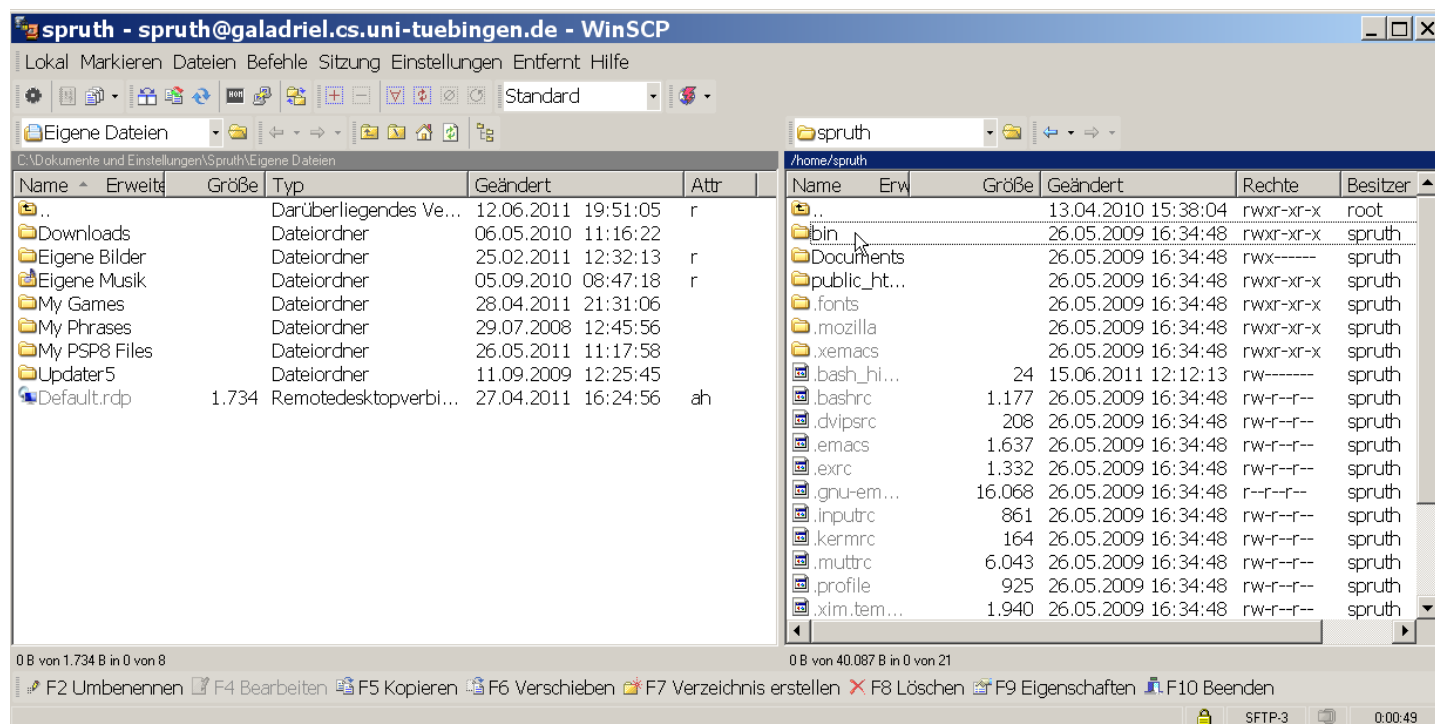 spruth - spruth@galadriel.cs.uni-tuebingen.de - WinSCP
Lokal Markieren Dateien Befehle Sitzung Einstellungen Entfernt Hilfe
Standard
Eigene Dateien
spruth
C:\Dokumente und Einstellungen\Spruth\Eigene Dateien
/home/spruth
Name Erweite Größe Typ Geändert Attr
.. Darüberliegendes Ve... 12.06.2011 19:51:05 r
Downloads Dateiordner 06.05.2010 11:16:22
Eigene Bilder Dateiordner 25.02.2011 12:32:13 r
Eigene Musik Dateiordner 05.09.2010 08:47:18 r
My Games Dateiordner 28.04.2011 21:31:06
My Phrases Dateiordner 29.07.2008 12:45:56
My PSP8 Files Dateiordner 26.05.2011 11:17:58
Updater5 Dateiordner 11.09.2009 12:25:45
Default.rdp 1.734 Remotedesktopverbi... 27.04.2011 16:24:56 ah
Name Erw Größe Geändert Rechte Besitzer
.. 13.04.2010 15:38:04 rwxr-xr-x root
bin 26.05.2009 16:34:48 rwxr-xr-x spruth
Documents 26.05.2009 16:34:48 rwx------ spruth
public_ht... 26.05.2009 16:34:48 rwxr-xr-x spruth
.fonts 26.05.2009 16:34:48 rwxr-xr-x spruth
.mozilla 26.05.2009 16:34:48 rwxr-xr-x spruth
.xemacs 26.05.2009 16:34:48 rwxr-xr-x spruth
.bash_hi... 24 15.06.2011 12:12:13 rw------- spruth
.bashrc 1.177 26.05.2009 16:34:48 rw-r--r-- spruth
.dvipsrc 208 26.05.2009 16:34:48 rw-r--r-- spruth
.emacs 1.637 26.05.2009 16:34:48 rw-r--r-- spruth
.exrc 1.332 26.05.2009 16:34:48 rw-r--r-- spruth
.gnu-em... 16.068 26.05.2009 16:34:48 r--r--r-- spruth
.inputrc 861 26.05.2009 16:34:48 rw-r--r-- spruth
.kermrc 164 26.05.2009 16:34:48 rw-r--r-- spruth
.muttrc 6.043 26.05.2009 16:34:48 rw-r--r-- spruth
.profile 925 26.05.2009 16:34:48 rw-r--r-- spruth
.xim.tem... 1.940 26.05.2009 16:34:48 rw-r--r-- spruth
0 B von 1.734 B in 0 von 8
0 B von 40.087 B in 0 von 21
F2 Umbenennen F4 Bearbeiten F5 Kopieren F6 Verschieben F7 Verzeichnis erstellen F8 Löschen F9 Eigenschaften F10 Beenden
SFTP-3 0:00:49